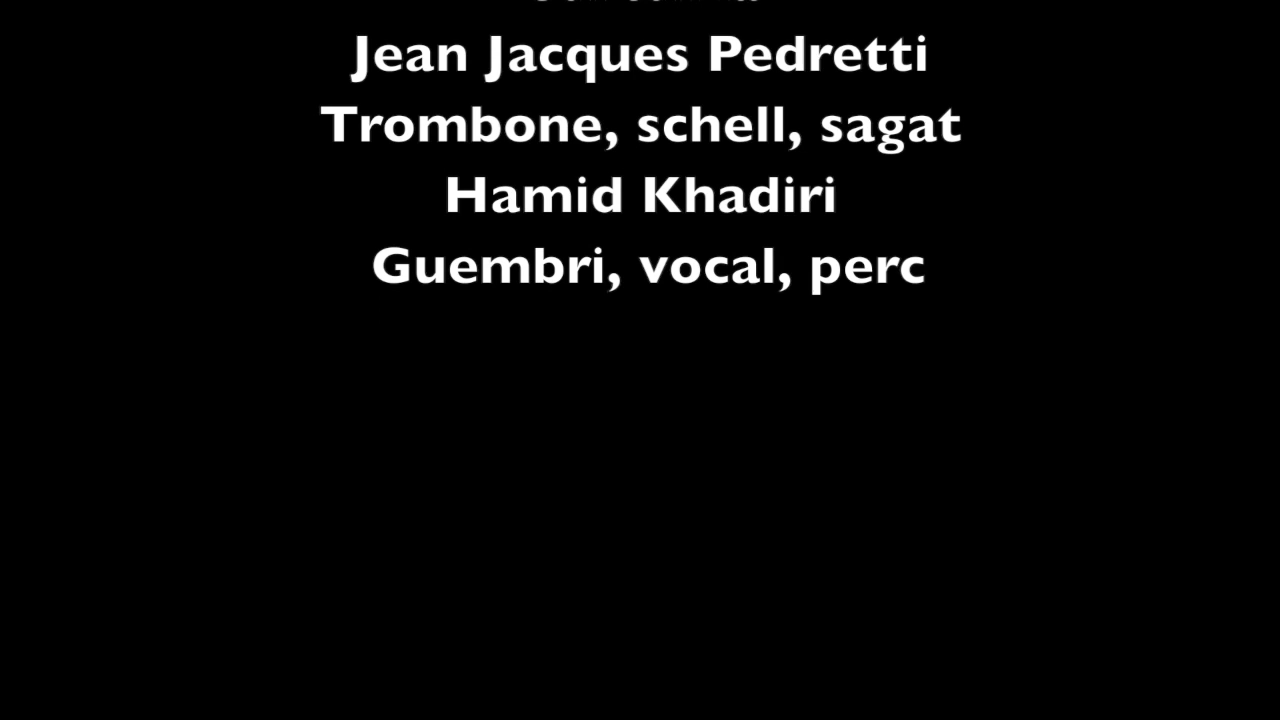 Jean Jacques Pedretti
Trombone, schell, sagat
Hamid Khadiri
Guembri, vocal, perc